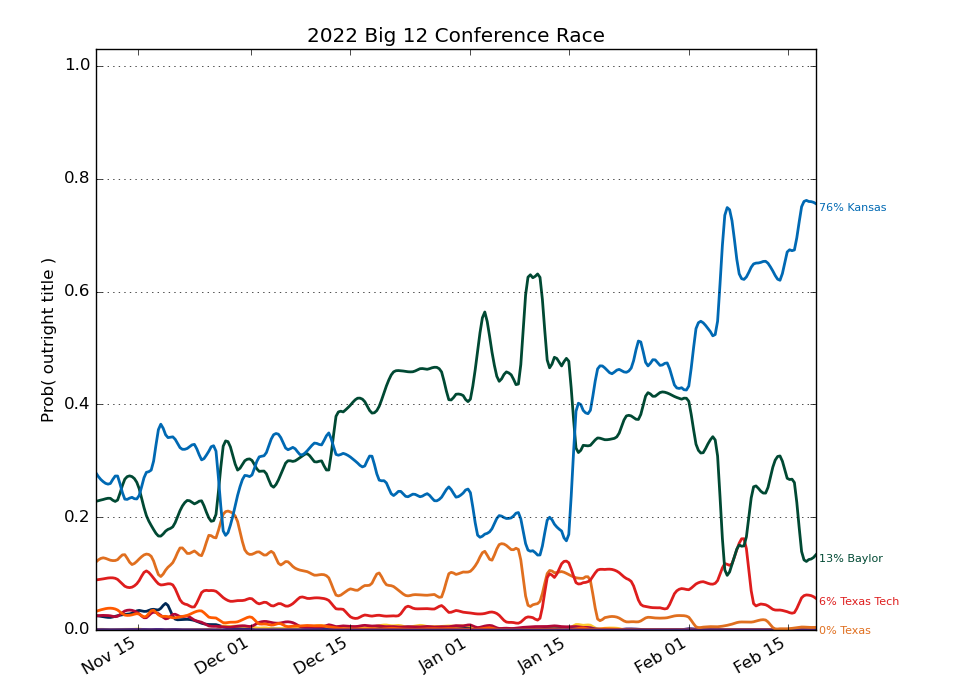 2022 Big 12 Conference Race
Prob( outright title )
1.0
0.8
0.6
0.4
0.2
0.0
Nov 15
Dec 01
Dec 15
Jan 01
Jan 15
Feb 01
Feb 15
76% Kansas
13% Baylor
6% Texas Tech
0% Texas